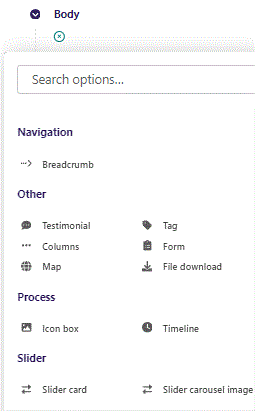 Body
Search options...
Navigation
Breadcrumb
Other
Testimonial Tag
Columns Form
Map File download
Process
Icon box Timeline
Slider
Slider card Slider carousel image